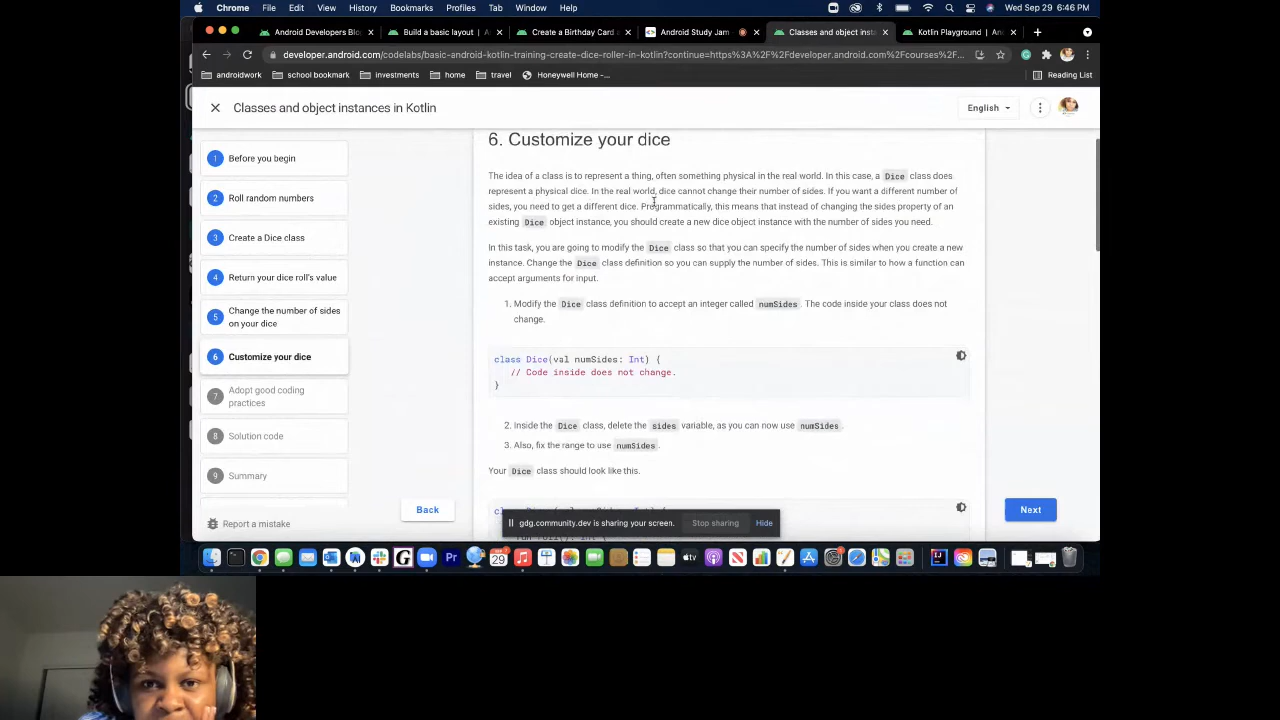 Chrome File Edit View History Bookmarks Profiles Tab Window Help Wed Sep 29 6:46 PM
Android Developers Blo Build a basic layout | A Create a Birthday Card a Android Study Jam Classes and object insta Kotlin Playground | And
developer.android.com/codelabs/basic-android-kotlin-training-create-dice-roller-in-kotlin?continue=https%3A%2F%2Fdeveloper.android.com%2Fcourses%2F...
androidwork school bookmark investments home travel Honeywell Home -... Reading List
Classes and object instances in Kotlin English
1 Before you begin
2 Roll random numbers
3 Create a Dice class
4 Return your dice roll's value
5 Change the number of sides
on your dice
6 Customize your dice
7 Adopt good coding
practices
8 Solution code
9 Summary
Report a mistake
6. Customize your dice
The idea of a class is to represent a thing, often something physical in the real world. In this case, a Dice class does
represent a physical dice. In the real world, dice cannot change their number of sides. If you want a different number of
sides, you need to get a different dice. Programmatically, this means that instead of changing the sides property of an
existing Dice object instance, you should create a new dice object instance with the number of sides you need.
In this task, you are going to modify the Dice class so that you can specify the number of sides when you create a new
instance. Change the Dice class definition so you can supply the number of sides. This is similar to how a function can
accept arguments for input.
1. Modify the Dice class definition to accept an integer called numSides. The code inside your class does not
change.
class Dice(val numSides: Int) {
// Code inside does not change.
}
2. Inside the Dice class, delete the sides variable, as you can now use numSides.
3. Also, fix the range to use numSides.
Your Dice class should look like this.
Back
Next
gdg.community.dev is sharing your screen. Stop sharing Hide